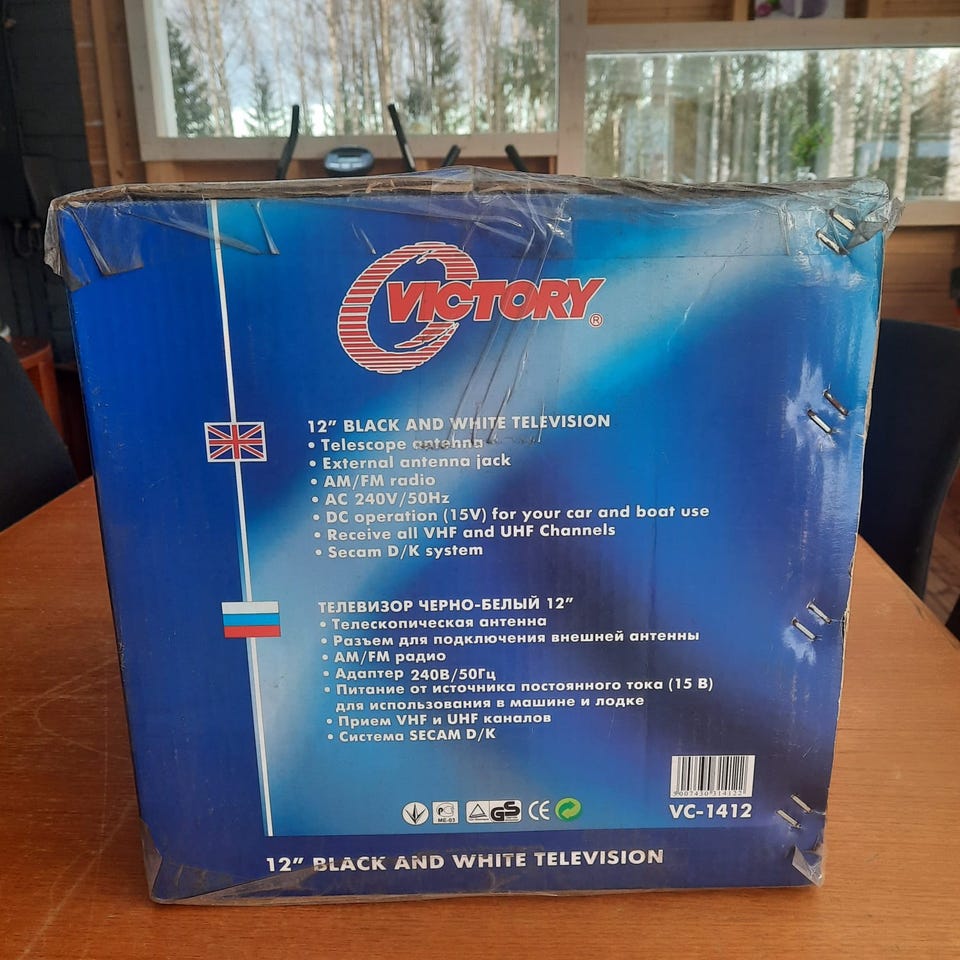 VICTORY®
12" BLACK AND WHITE TELEVISION
• Telescope antenna
• External antenna jack
• AM/FM radio
• AC 240V/50Hz
• DC operation (15V) for your car and boat use
• Receive all VHF and UHF Channels
• Secam D/K system
ТЕЛЕВИЗОР ЧЕРНО-БЕЛЫЙ 12"
• Телескопическая антенна
• Разъем для подключения внешней антенны
• AM/FM радио
• Адаптер 240В/50Гц
• Питание от источника постоянного тока (15 В)
для использования в машине и лодке
• Прием VHF и UHF каналов
• Система SECAM D/K
ME-03
GS
CE
VC-1412
12" BLACK AND WHITE TELEVISION